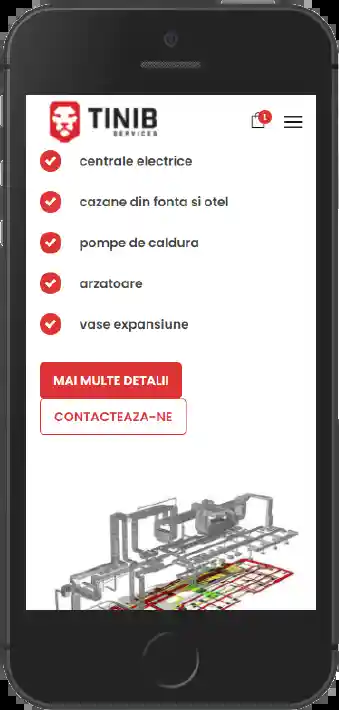 TINIB
SERVICES
1
centrale electrice
cazane din fonta si otel
pompe de caldura
arzatoare
vase expansiune
MAI MULTE DETALII
CONTACTEAZA-NE